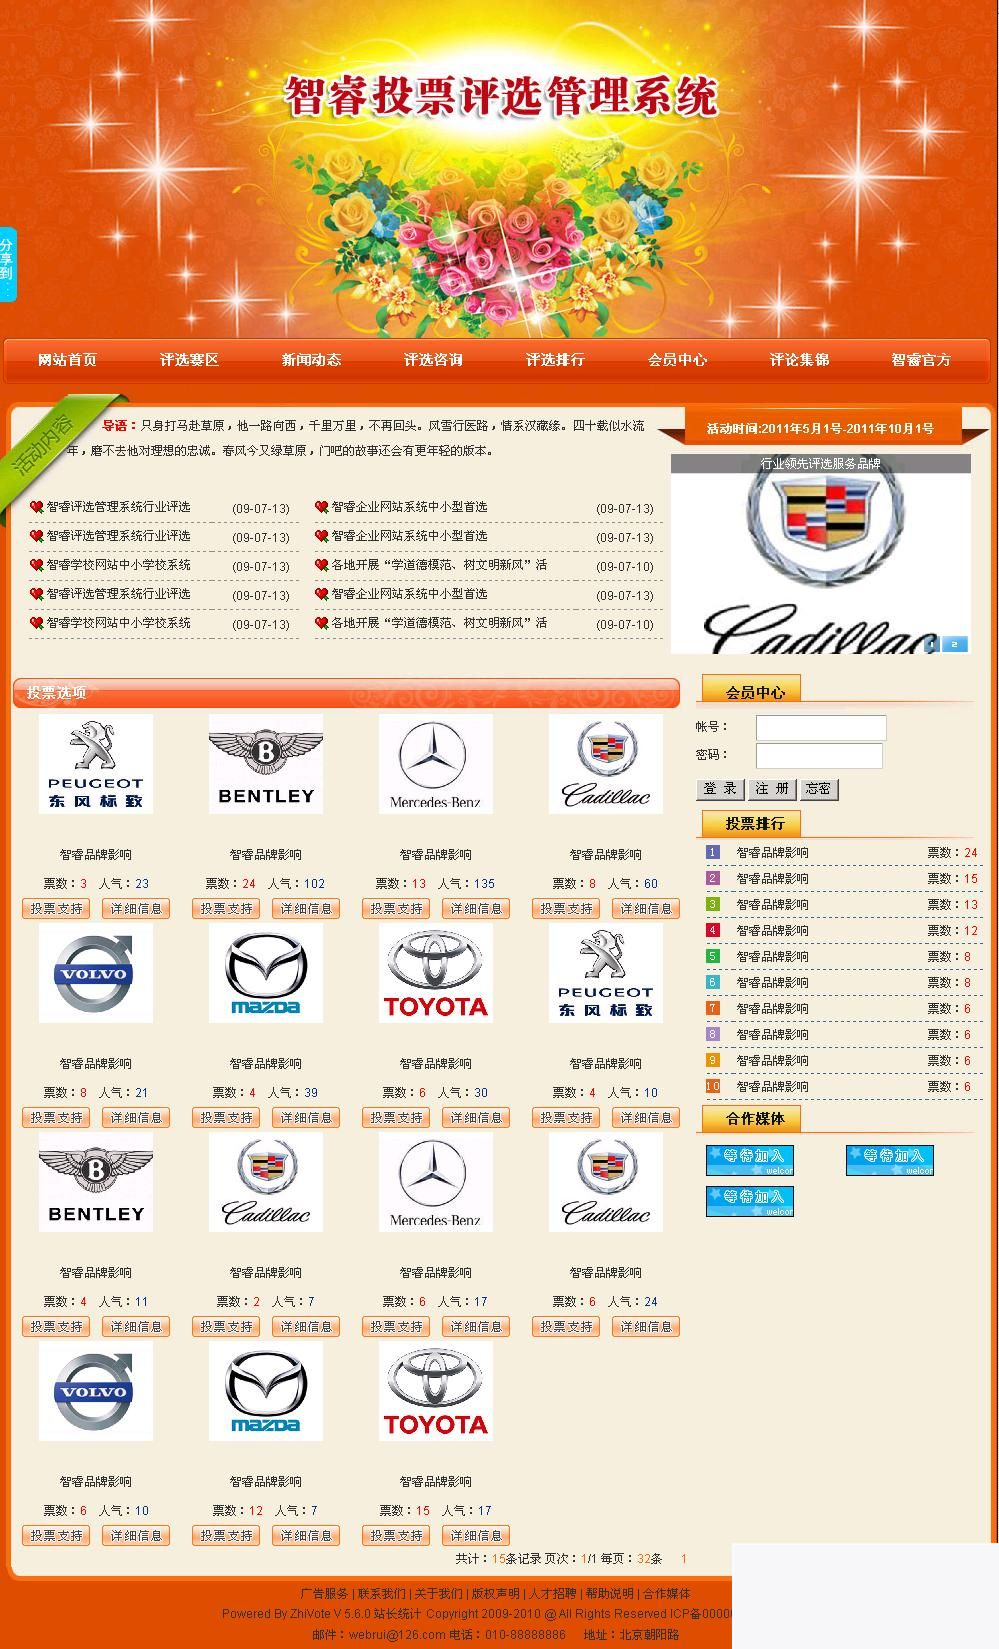 智睿投票评选管理系统
分享到:
网站首页 评选赛区 新闻动态 评选咨询 评选排行 会员中心 评论集锦 智睿官方
活动内容
导语：只身打马赴草原，他一路向西，千里万里，不再回头。风雪行医路，情系汉藏缘。四十载似水流
年，磨不去他对理想的忠诚。春风今又绿草原，门吧的故事还会有更年轻的版本。
活动时间:2011年5月1号-2011年10月1号
行业领先评选服务品牌
Cadillac
1 2
智睿评选管理系统行业评选 (09-07-13) 智睿企业网站系统中小型首选 (09-07-13)
智睿评选管理系统行业评选 (09-07-13) 智睿企业网站系统中小型首选 (09-07-13)
智睿学校网站中小学校系统 (09-07-13) 各地开展“学道德模范、树文明新风”活 (09-07-10)
智睿评选管理系统行业评选 (09-07-13) 智睿企业网站系统中小型首选 (09-07-13)
智睿学校网站中小学校系统 (09-07-13) 各地开展“学道德模范、树文明新风”活 (09-07-10)
投票选项
PEUGEOT BENTLEY Mercedes-Benz Cadillac
东风标致
智睿品牌影响 智睿品牌影响 智睿品牌影响 智睿品牌影响
票数：3 人气：23 票数：24 人气：102 票数：13 人气：135 票数：8 人气：60
投票支持 详细信息 投票支持 详细信息 投票支持 详细信息 投票支持 详细信息
VOLVO mazda TOYOTA PEUGEOT
东风标致
智睿品牌影响 智睿品牌影响 智睿品牌影响 智睿品牌影响
票数：8 人气：21 票数：4 人气：39 票数：6 人气：30 票数：4 人气：10
投票支持 详细信息 投票支持 详细信息 投票支持 详细信息 投票支持 详细信息
BENTLEY Cadillac Mercedes-Benz Cadillac
智睿品牌影响 智睿品牌影响 智睿品牌影响 智睿品牌影响
票数：4 人气：11 票数：2 人气：7 票数：6 人气：17 票数：6 人气：24
投票支持 详细信息 投票支持 详细信息 投票支持 详细信息 投票支持 详细信息
VOLVO mazda TOYOTA
智睿品牌影响 智睿品牌影响 智睿品牌影响
票数：6 人气：10 票数：12 人气：7 票数：15 人气：17
投票支持 详细信息 投票支持 详细信息 投票支持 详细信息
共计：15条记录 页次：1/1 每页：32条 1
会员中心
帐号：
密码：
登 录 注 册 忘密
投票排行
1 智睿品牌影响 票数：24
2 智睿品牌影响 票数：15
3 智睿品牌影响 票数：13
4 智睿品牌影响 票数：12
5 智睿品牌影响 票数：8
6 智睿品牌影响 票数：8
7 智睿品牌影响 票数：6
8 智睿品牌影响 票数：6
9 智睿品牌影响 票数：6
10 智睿品牌影响 票数：6
合作媒体
等待加入 welcor 等待加入 welcor
等待加入 welcor
广告服务 | 联系我们 | 关于我们 | 版权声明 | 人才招聘 | 帮助说明 | 合作媒体
Powered By ZhiVote V 5.6.0 站长统计 Copyright 2009-2010 @ All Rights Reserved ICP备0000
邮件：webrui@126.com 电话：010-88888886 地址：北京朝阳路